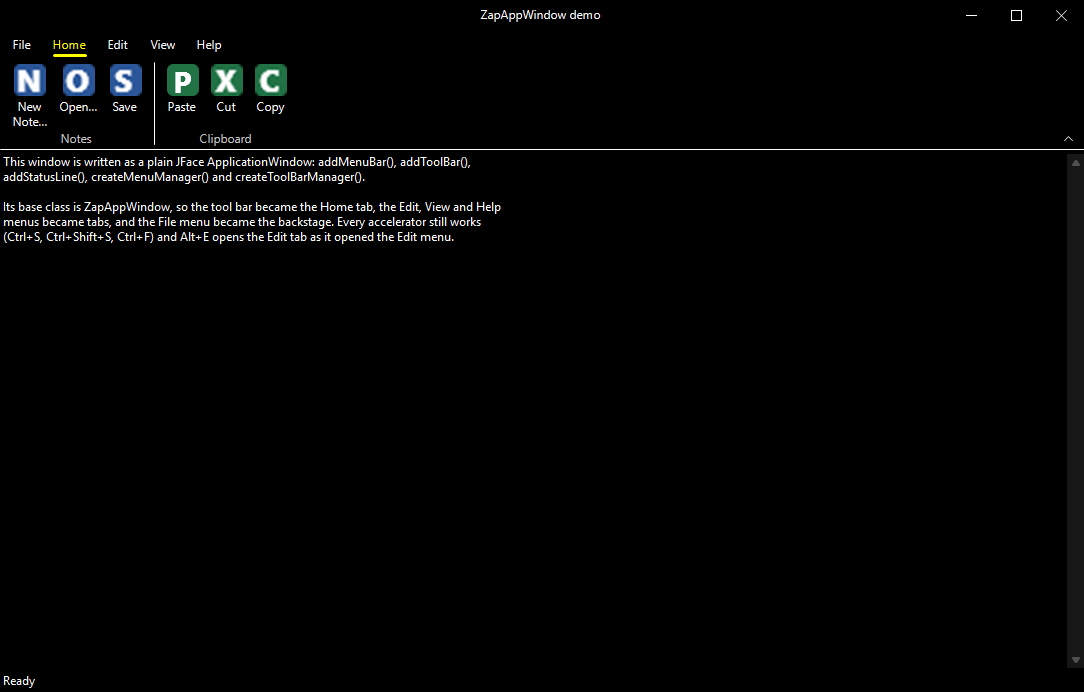 ZapAppWindow demo
File Home Edit View Help
N O S P X C
New Note... Open... Save Paste Cut Copy
Notes Clipboard
This window is written as a plain JFace ApplicationWindow: addMenuBar(), addToolBar(),
addStatusLine(), createMenuManager() and createToolBarManager().
Its base class is ZapAppWindow, so the tool bar became the Home tab, the Edit, View and Help
menus became tabs, and the File menu became the backstage. Every accelerator still works
(Ctrl+S, Ctrl+Shift+S, Ctrl+F) and Alt+E opens the Edit tab as it opened the Edit menu.
Ready